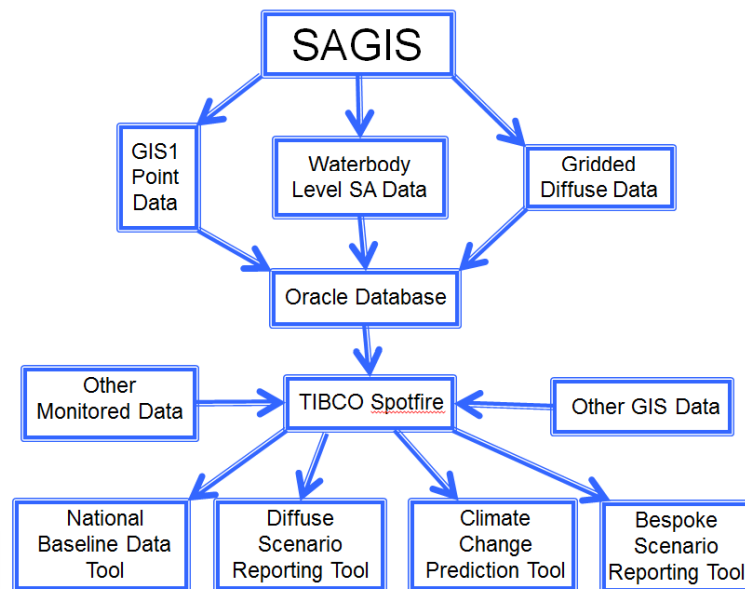 SAGIS
GIS1
Point
Data
Waterbody
Level SA Data
Gridded
Diffuse Data
Oracle Database
Other
Monitored Data
TIBCO Spotfire
Other GIS Data
National
Baseline Data
Tool
Diffuse
Scenario
Reporting Tool
Climate
Change
Prediction Tool
Bespoke
Scenario
Reporting Tool